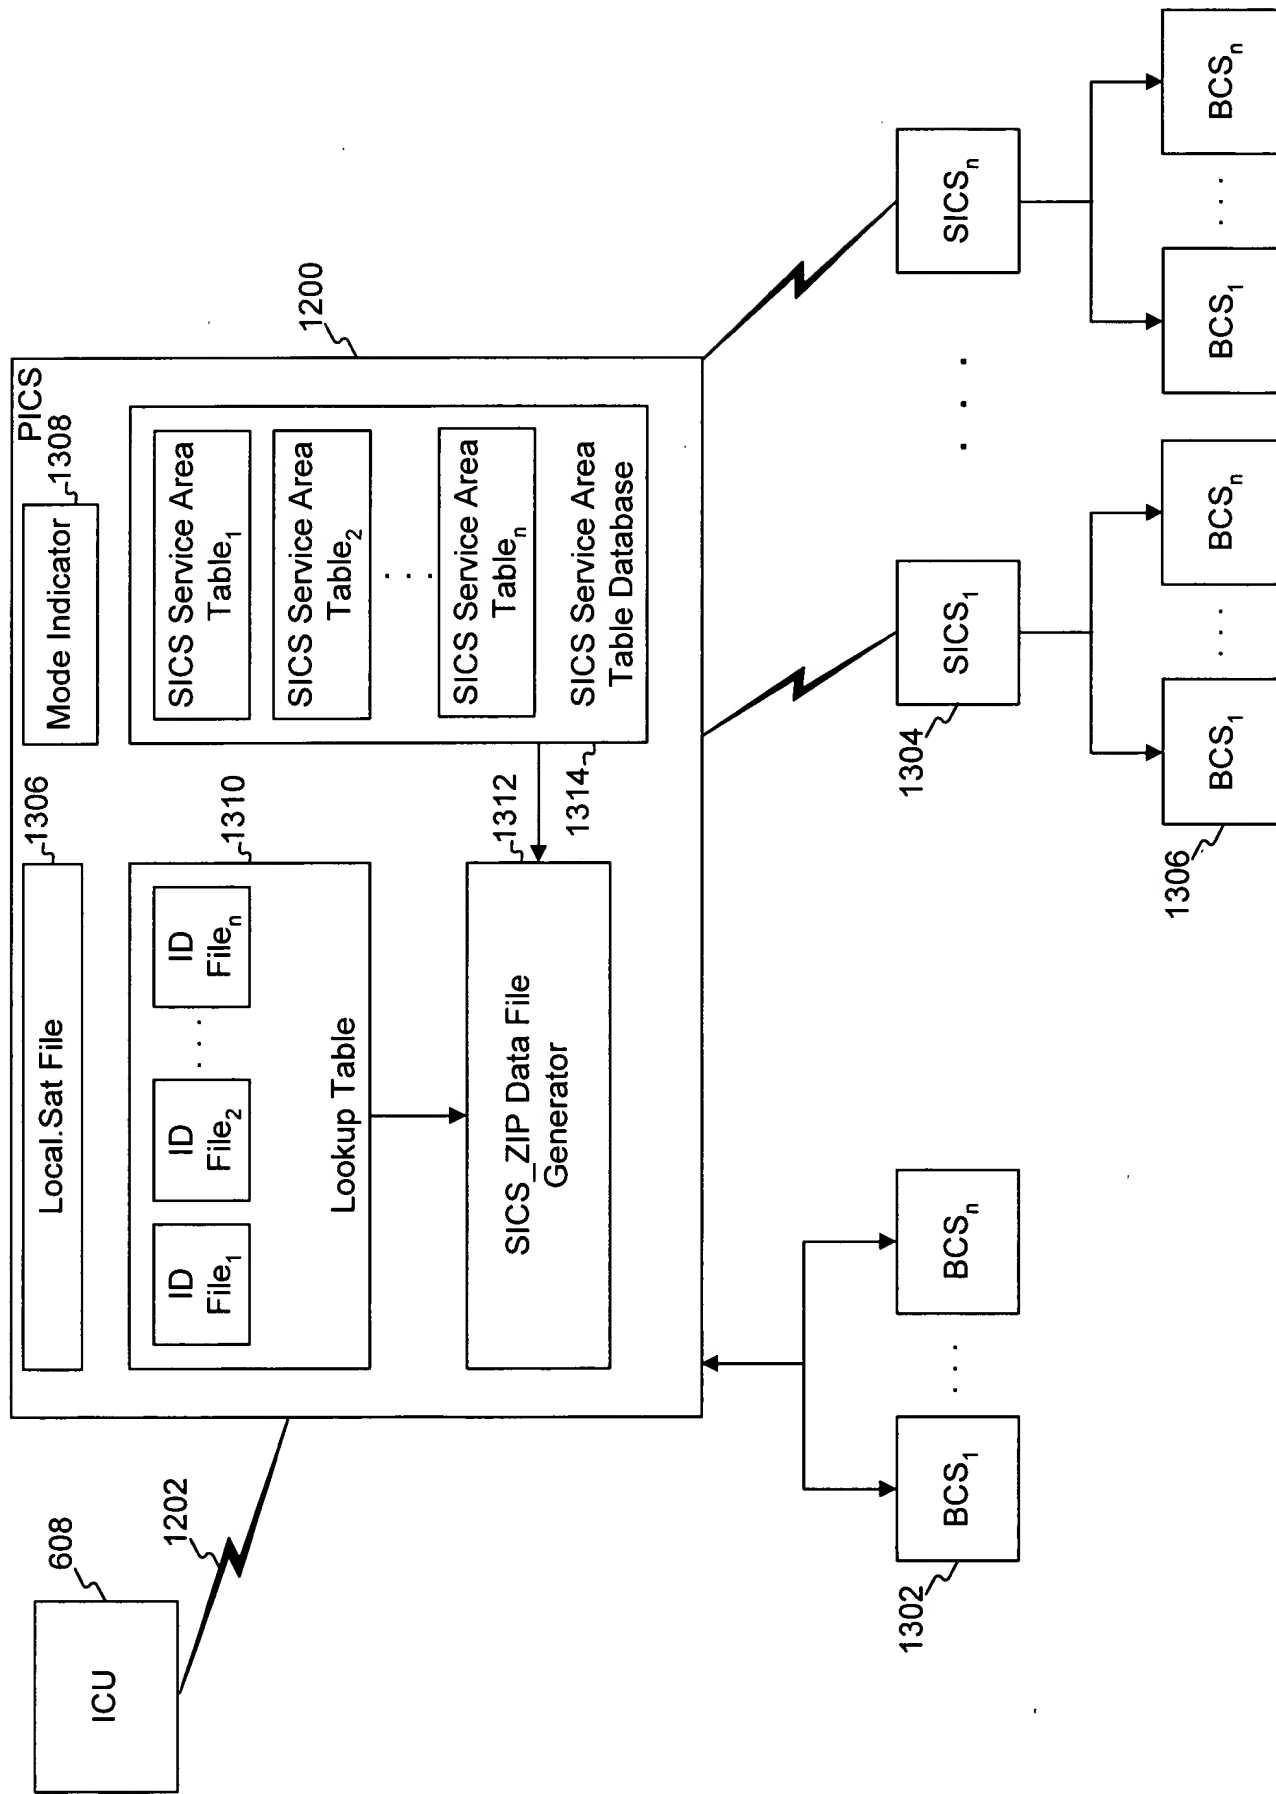 608
ICU
1202
PICS
1200
1306
Local.Sat File
1308
Mode Indicator
1310
ID
File1
ID
File2
. . .
ID
Filen
Lookup Table
SICS Service Area
Table1
SICS Service Area
Table2
. . .
SICS Service Area
Tablen
SICS Service Area
Table Database
1312
1314
SICS_ZIP Data File
Generator
1302
BCS1
. . .
BCSn
1304
SICS1
. . .
SICSn
1306
BCS1
. . .
BCSn
BCS1
. . .
BCSn